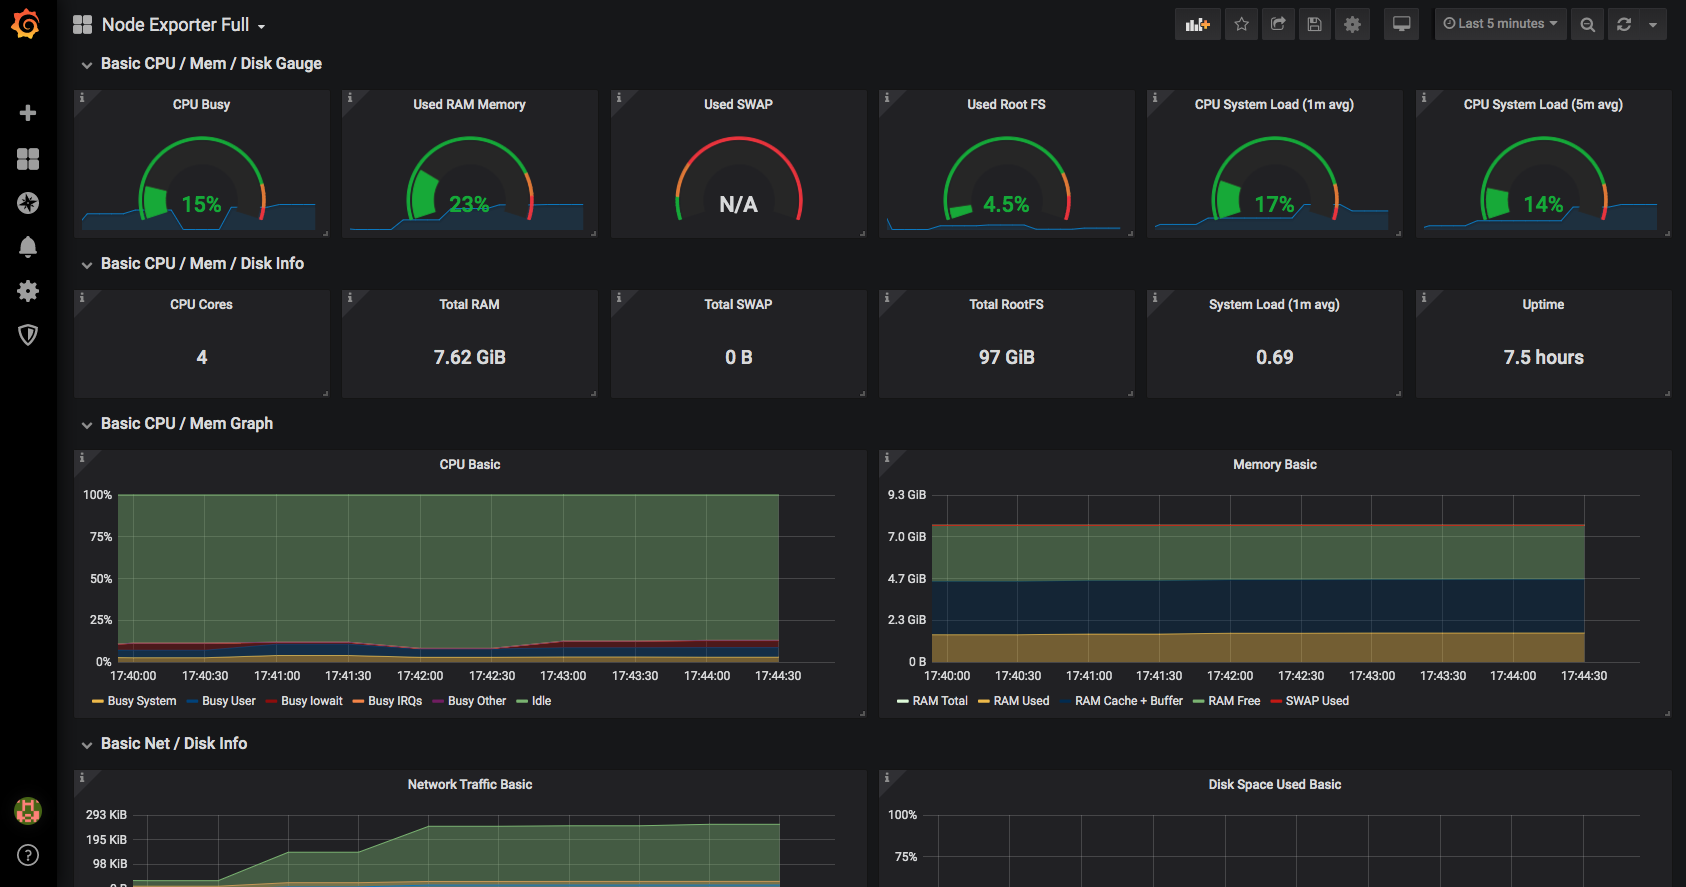 Node Exporter Full
Last 5 minutes
Basic CPU / Mem / Disk Gauge
CPU Busy
15%
Used RAM Memory
23%
Used SWAP
N/A
Used Root FS
4.5%
CPU System Load (1m avg)
17%
CPU System Load (5m avg)
14%
Basic CPU / Mem / Disk Info
CPU Cores
4
Total RAM
7.62 GiB
Total SWAP
0 B
Total RootFS
97 GiB
System Load (1m avg)
0.69
Uptime
7.5 hours
Basic CPU / Mem Graph
CPU Basic
100%
75%
50%
25%
0%
17:40:00 17:40:30 17:41:00 17:41:30 17:42:00 17:42:30 17:43:00 17:43:30 17:44:00 17:44:30
Busy System Busy User Busy Iowait Busy IRQs Busy Other Idle
Memory Basic
9.3 GiB
7.0 GiB
4.7 GiB
2.3 GiB
0 B
17:40:00 17:40:30 17:41:00 17:41:30 17:42:00 17:42:30 17:43:00 17:43:30 17:44:00 17:44:30
RAM Total RAM Used RAM Cache + Buffer RAM Free SWAP Used
Basic Net / Disk Info
Network Traffic Basic
293 KiB
195 KiB
98 KiB
0 B
Disk Space Used Basic
100%
75%